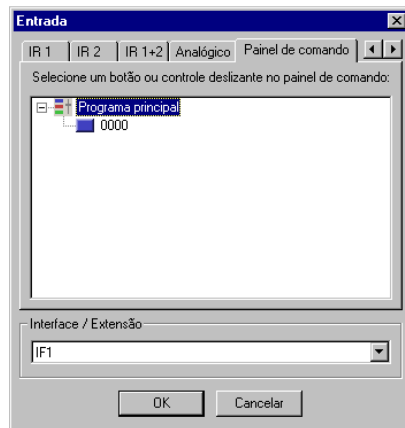 Entrada
IR 1 IR 2 IR 1+2 Analógico Painel de comando
Selecione um botão ou controle deslizante no painel de comando:
Programa principal
0000
Interface / Extensão
IF1
OK Cancelar